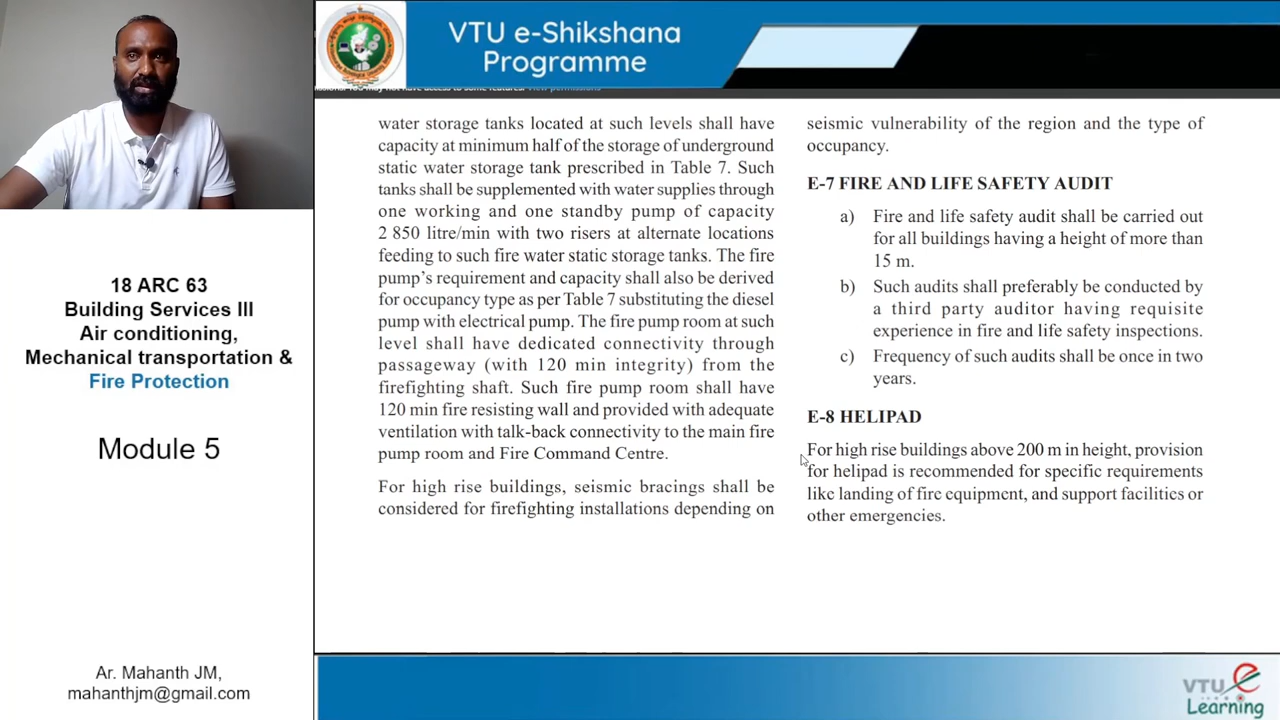 VTU e-Shikshana
Programme
18 ARC 63
Building Services III
Air conditioning,
Mechanical transportation &
Fire Protection
Module 5
Ar. Mahanth JM,
mahanthjm@gmail.com
water storage tanks located at such levels shall have
capacity at minimum half of the storage of underground
static water storage tank prescribed in Table 7. Such
tanks shall be supplemented with water supplies through
one working and one standby pump of capacity
2 850 litre/min with two risers at alternate locations
feeding to such fire water static storage tanks. The fire
pump's requirement and capacity shall also be derived
for occupancy type as per Table 7 substituting the diesel
pump with electrical pump. The fire pump room at such
level shall have dedicated connectivity through
passageway (with 120 min integrity) from the
firefighting shaft. Such fire pump room shall have
120 min fire resisting wall and provided with adequate
ventilation with talk-back connectivity to the main fire
pump room and Fire Command Centre.
For high rise buildings, seismic bracings shall be
considered for firefighting installations depending on
seismic vulnerability of the region and the type of
occupancy.
E-7 FIRE AND LIFE SAFETY AUDIT
a) Fire and life safety audit shall be carried out
for all buildings having a height of more than
15 m.
b) Such audits shall preferably be conducted by
a third party auditor having requisite
experience in fire and life safety inspections.
c) Frequency of such audits shall be once in two
years.
E-8 HELIPAD
For high rise buildings above 200 m in height, provision
for helipad is recommended for specific requirements
like landing of fire equipment, and support facilities or
other emergencies.
VTU
Learning